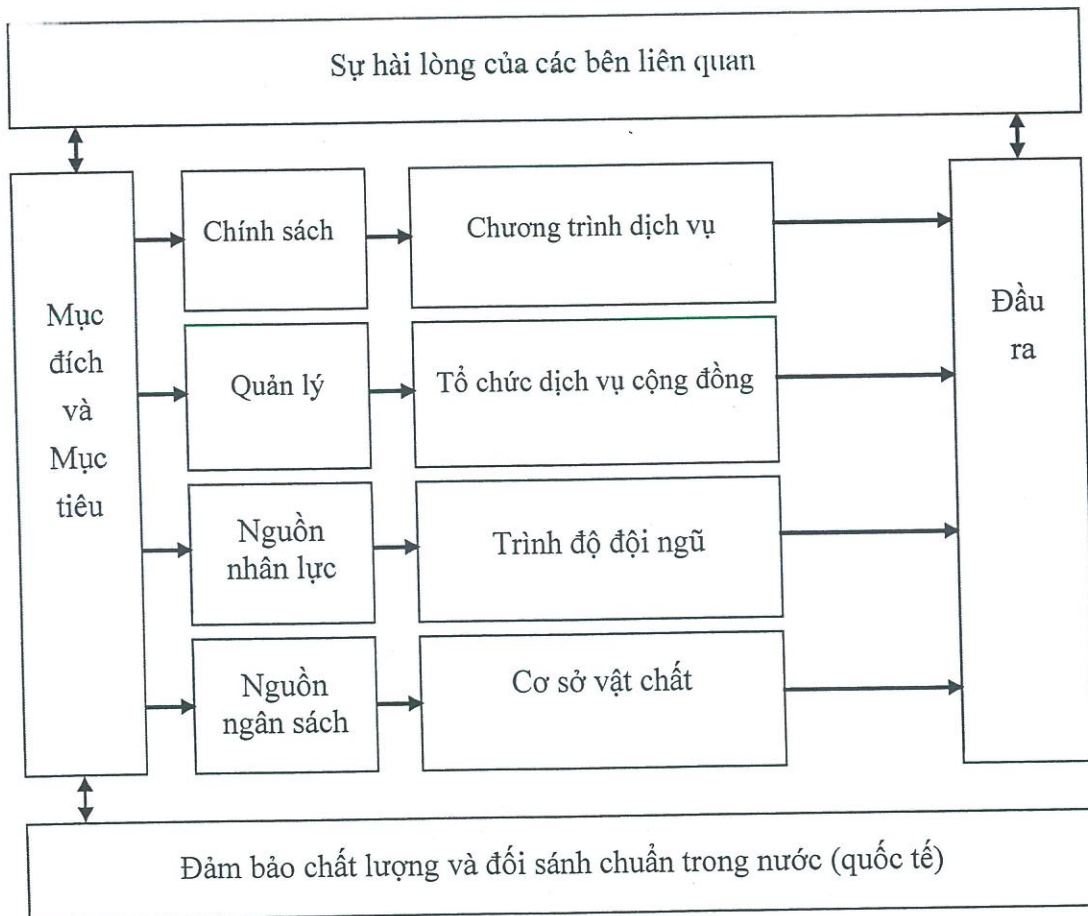 Sự hài lòng của các bên liên quan
Mục
đích
và
Mục
tiêu
Chính sách
Chương trình dịch vụ
Quản lý
Tổ chức dịch vụ cộng đồng
Nguồn
nhân lực
Trình độ đội ngũ
Nguồn
ngân sách
Cơ sở vật chất
Đầu
ra
Đảm bảo chất lượng và đối sánh chuẩn trong nước (quốc tế)